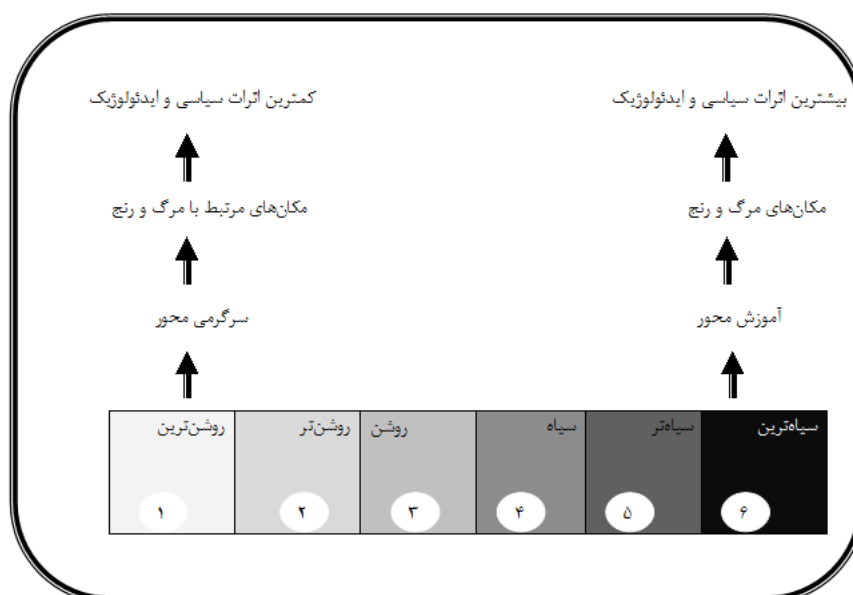 بیشترین اثرات سیاسی و ایدئولوژیک
کمترین اثرات سیاسی و ایدئولوژیک
مکان‌های مرگ و رنج
مکان‌های مرتبط با مرگ و رنج
آموزش محور
سرگرمی محور
سیاه‌ترین
سیاه‌تر
سیاه
روشن
روشن‌تر
روشن‌ترین
۶
۵
۴
۳
۲
۱